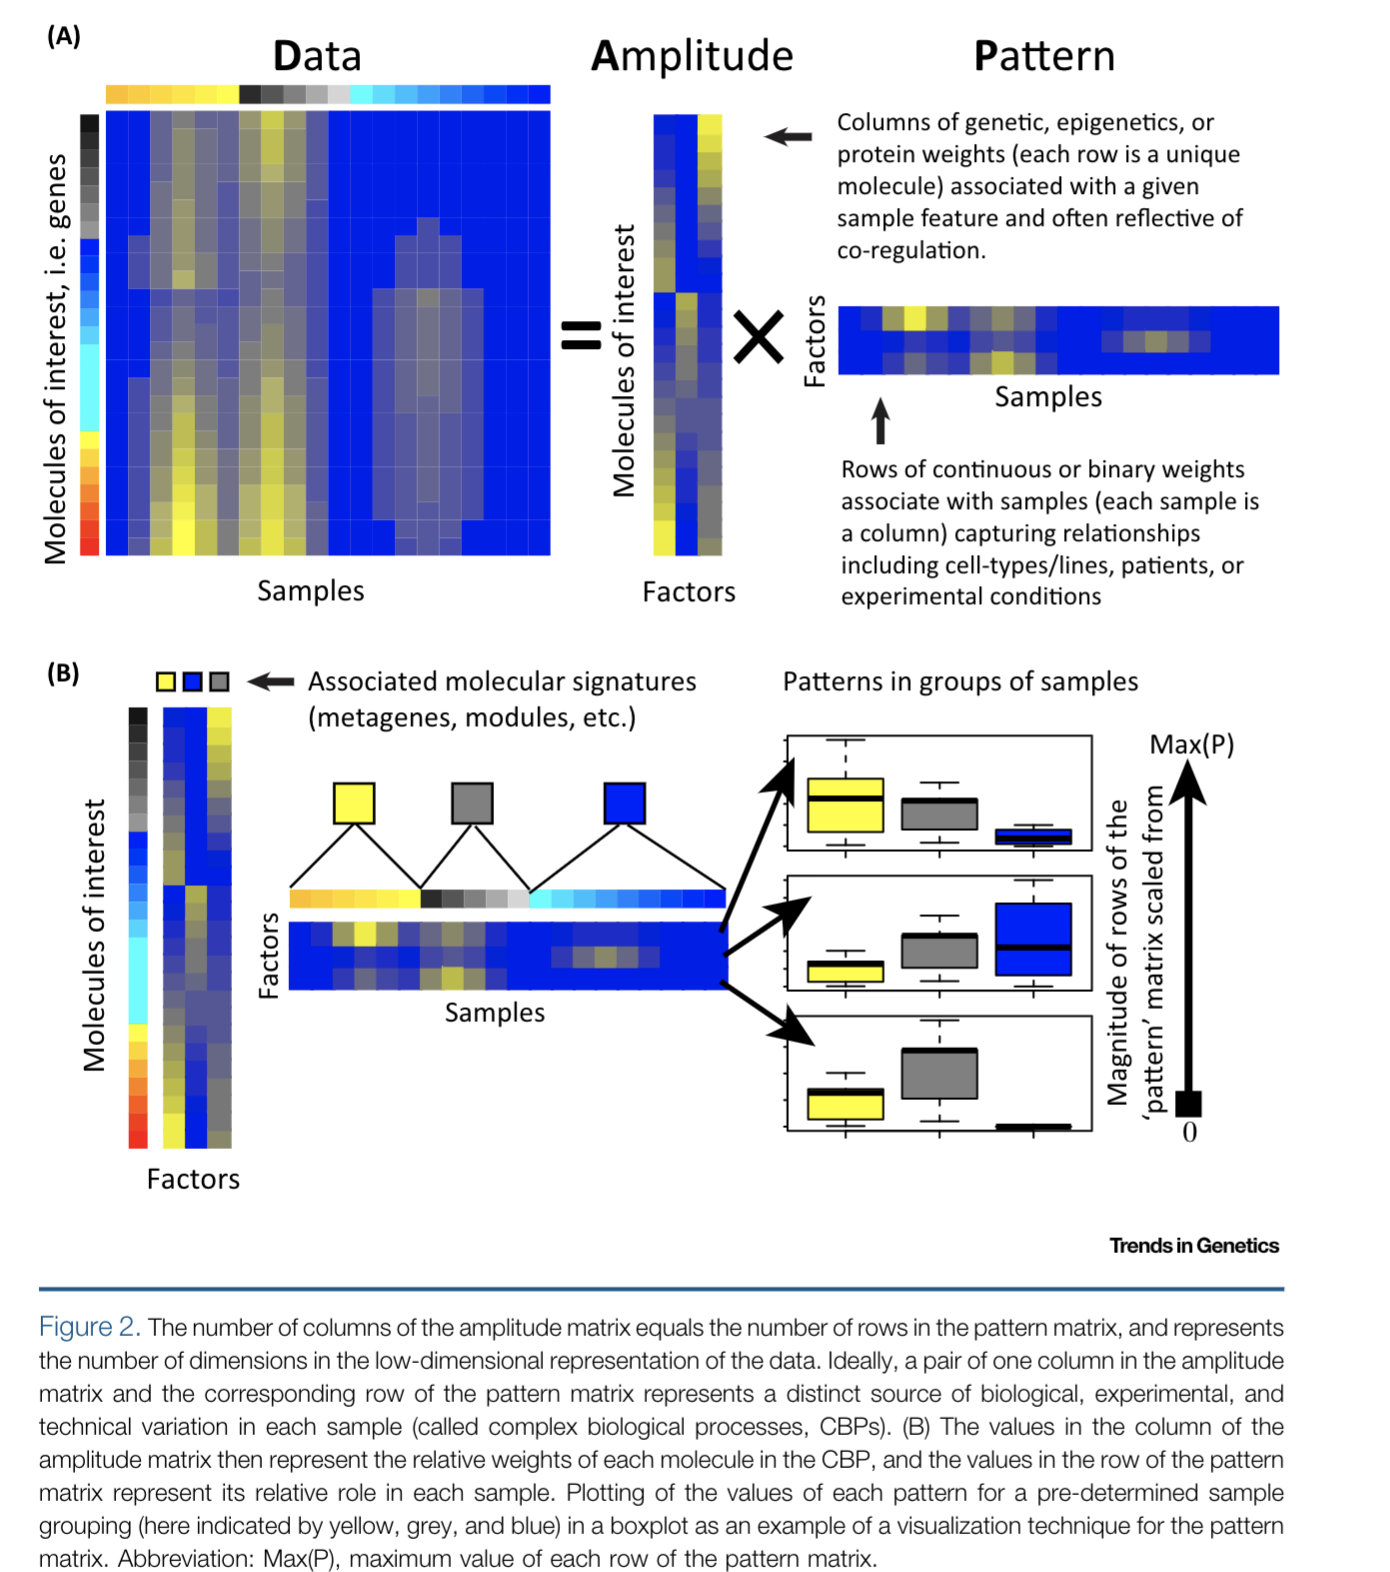 (A)
Data
Amplitude
Pattern
Molecules of interest, i.e. genes
Samples
=
Molecules of interest
Factors
×
Columns of genetic, epigenetics, or
protein weights (each row is a unique
molecule) associated with a given
sample feature and often reflective of
co-regulation.
Factors
Samples
Rows of continuous or binary weights
associate with samples (each sample is
a column) capturing relationships
including cell-types/lines, patients, or
experimental conditions
(B)
Associated molecular signatures
(metagenes, modules, etc.)
Patterns in groups of samples
Molecules of interest
Factors
Factors
Samples
Magnitude of rows of the
‘pattern’ matrix scaled from
Max(P)
0
Trends in Genetics
Figure 2. The number of columns of the amplitude matrix equals the number of rows in the pattern matrix, and represents
the number of dimensions in the low-dimensional representation of the data. Ideally, a pair of one column in the amplitude
matrix and the corresponding row of the pattern matrix represents a distinct source of biological, experimental, and
technical variation in each sample (called complex biological processes, CBPs). (B) The values in the column of the
amplitude matrix then represent the relative weights of each molecule in the CBP, and the values in the row of the pattern
matrix represent its relative role in each sample. Plotting of the values of each pattern for a pre-determined sample
grouping (here indicated by yellow, grey, and blue) in a boxplot as an example of a visualization technique for the pattern
matrix. Abbreviation: Max(P), maximum value of each row of the pattern matrix.